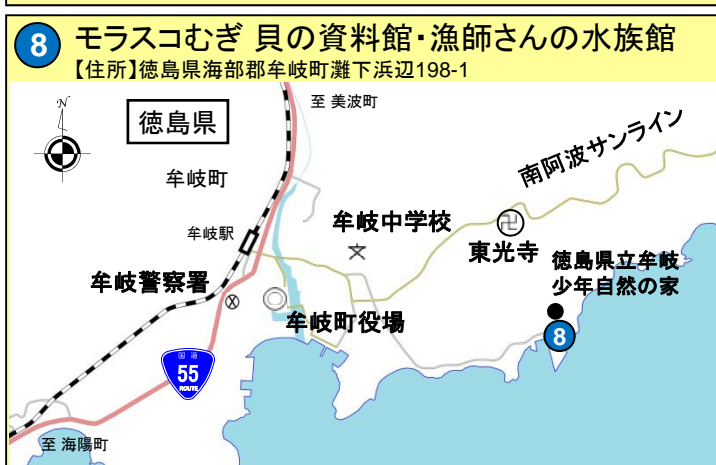 8 モラスコむぎ 貝の資料館・漁師さんの水族館
【住所】徳島県海部郡牟岐町灘下浜辺198-1
N
徳島県
至 美波町
南阿波サンライン
牟岐町
牟岐駅
牟岐中学校
文
卍
東光寺
徳島県立牟岐
少年自然の家
牟岐警察署
X
牟岐町役場
8
国道
55
ROUTE
至 海陽町